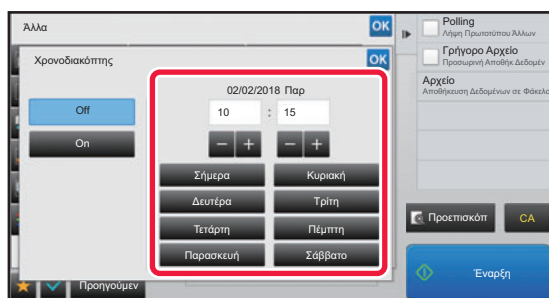 Άλλα
OK
Χρονοδιακόπτης
OK
Off
On
02/02/2018 Παρ
10 : 15
− + − +
Σήμερα Κυριακή
Δευτέρα Τρίτη
Τετάρτη Πέμπτη
Παρασκευή Σάββατο
Προηγούμεν
Polling
Λήψη Πρωτοτύπου Άλλων
Γρήγορο Αρχείο
Προσωρινή Αποθήκ Δεδομέν
Αρχείο
Αποθήκευση Δεδομένων σε Φάκελο
Προεπισκόπ
CA
Έναρξη